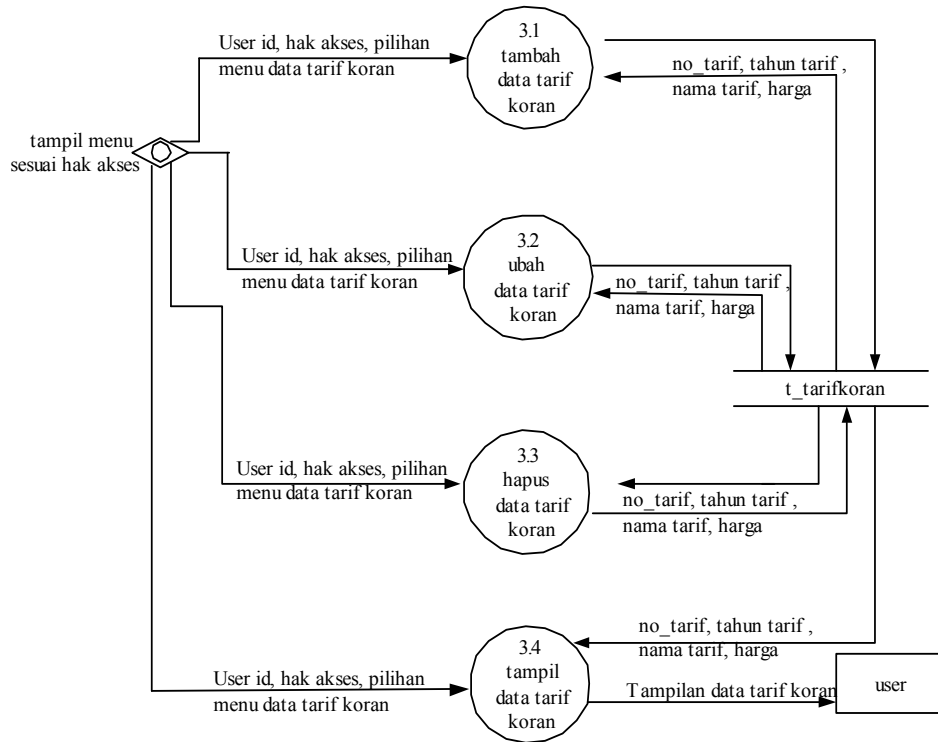 User id, hak akses, pilihan
menu data tarif koran
3.1
tambah
data tarif
koran
no_tarif, tahun tarif ,
nama tarif, harga
tampil menu
sesuai hak akses
User id, hak akses, pilihan
menu data tarif koran
3.2
ubah
data tarif
koran
no_tarif, tahun tarif ,
nama tarif, harga
t_tarifkoran
User id, hak akses, pilihan
menu data tarif koran
3.3
hapus
data tarif
koran
no_tarif, tahun tarif ,
nama tarif, harga
no_tarif, tahun tarif ,
nama tarif, harga
User id, hak akses, pilihan
menu data tarif koran
3.4
tampil
data tarif
koran
Tampilan data tarif koran
user